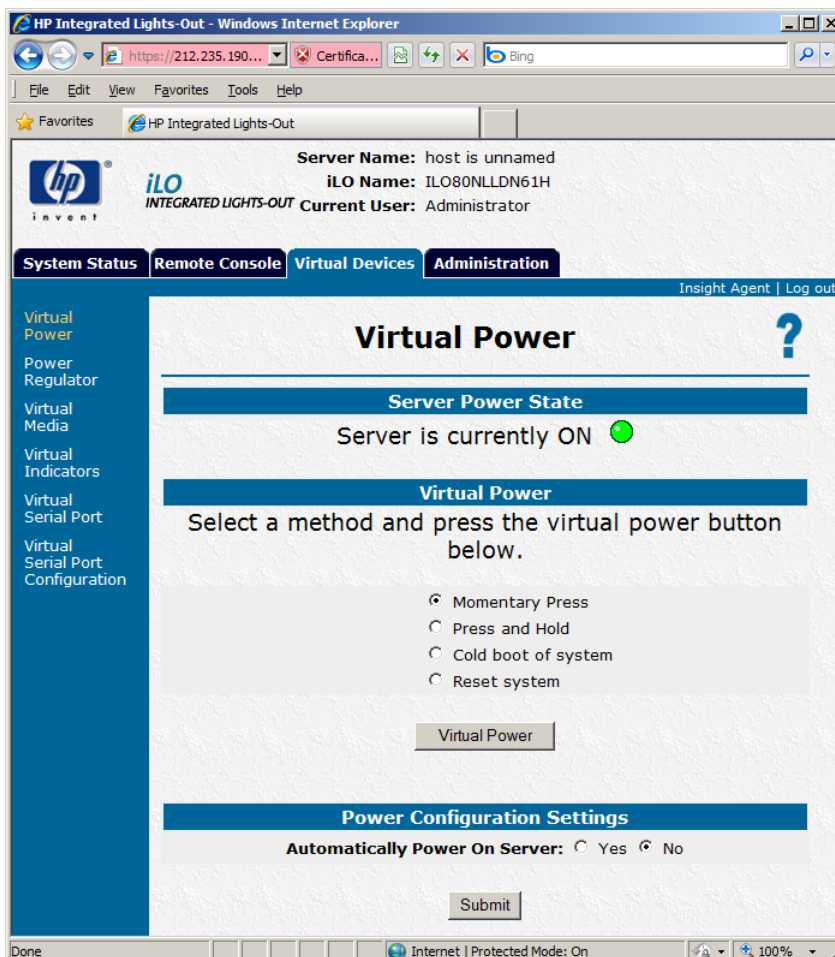 HP Integrated Lights-Out - Windows Internet Explorer
https://212.235.190... Certifica... Bing
File Edit View Favorites Tools Help
Favorites HP Integrated Lights-Out
hp
invent
iLO
INTEGRATED LIGHTS-OUT
Server Name: host is unnamed
iLO Name: ILO80NLLDN61H
Current User: Administrator
System Status Remote Console Virtual Devices Administration
Insight Agent | Log out
Virtual
Power
Power
Regulator
Virtual
Media
Virtual
Indicators
Virtual
Serial Port
Virtual
Serial Port
Configuration
Virtual Power ?
Server Power State
Server is currently ON
Virtual Power
Select a method and press the virtual power button
below.
Momentary Press
Press and Hold
Cold boot of system
Reset system
Virtual Power
Power Configuration Settings
Automatically Power On Server: Yes No
Submit
Done Internet | Protected Mode: On 100%